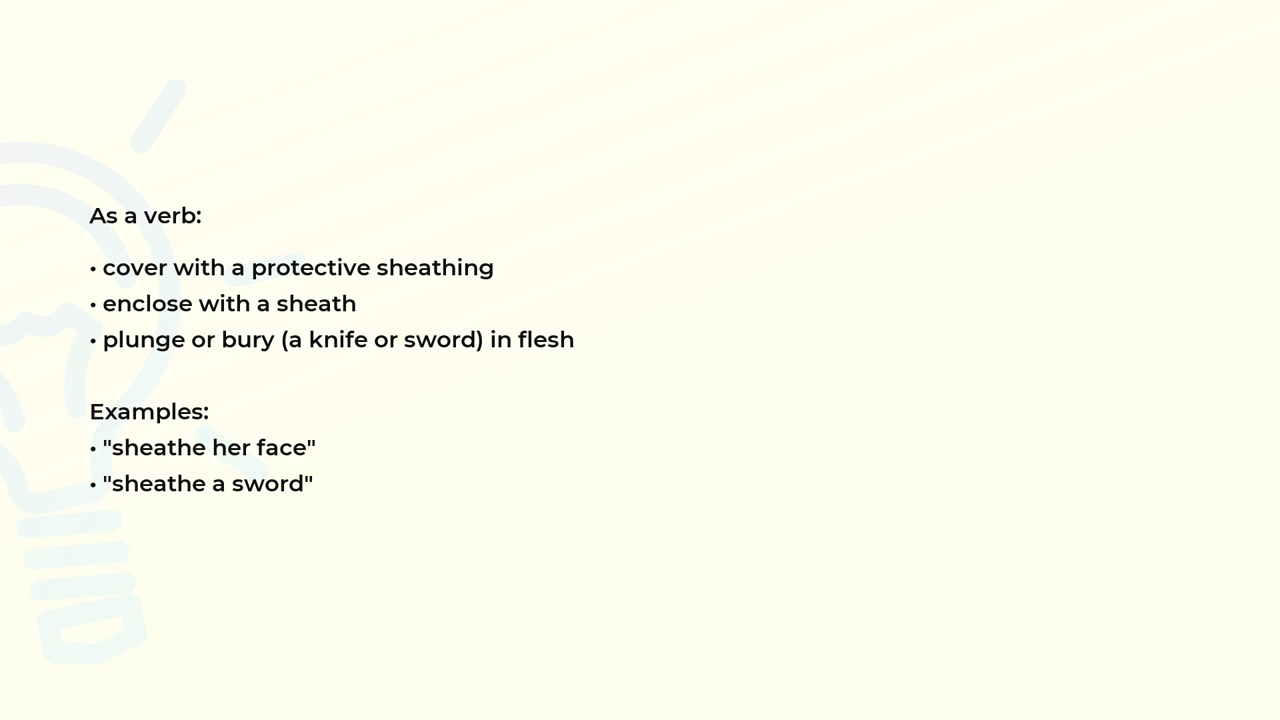 As a verb:
• cover with a protective sheathing
• enclose with a sheath
• plunge or bury (a knife or sword) in flesh
Examples:
• "sheathe her face"
• "sheathe a sword"